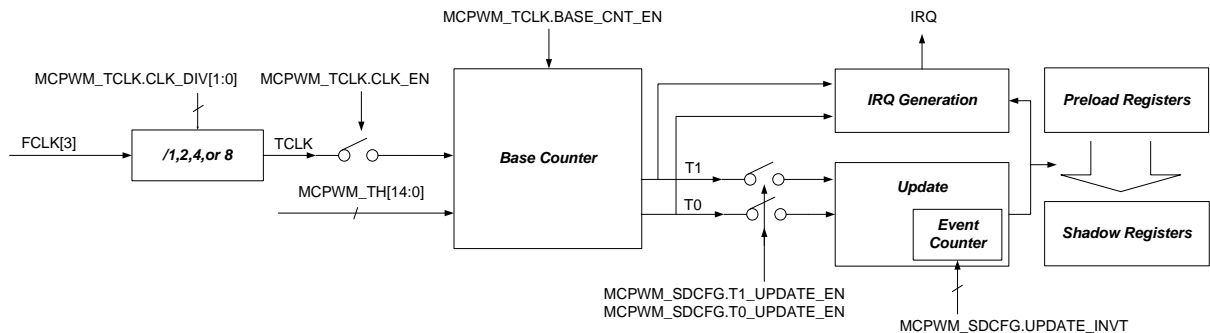 MCPWM_TCLK.BASE_CNT_EN
IRQ
MCPWM_TCLK.CLK_DIV[1:0]
MCPWM_TCLK.CLK_EN
IRQ Generation
Preload Registers
FCLK[3]
/1,2,4,or 8
TCLK
Base Counter
T1
MCPWM_TH[14:0]
Update
T0
Event
Counter
Shadow Registers
MCPWM_SDCFG.T1_UPDATE_EN
MCPWM_SDCFG.T0_UPDATE_EN
MCPWM_SDCFG.UPDATE_INVT